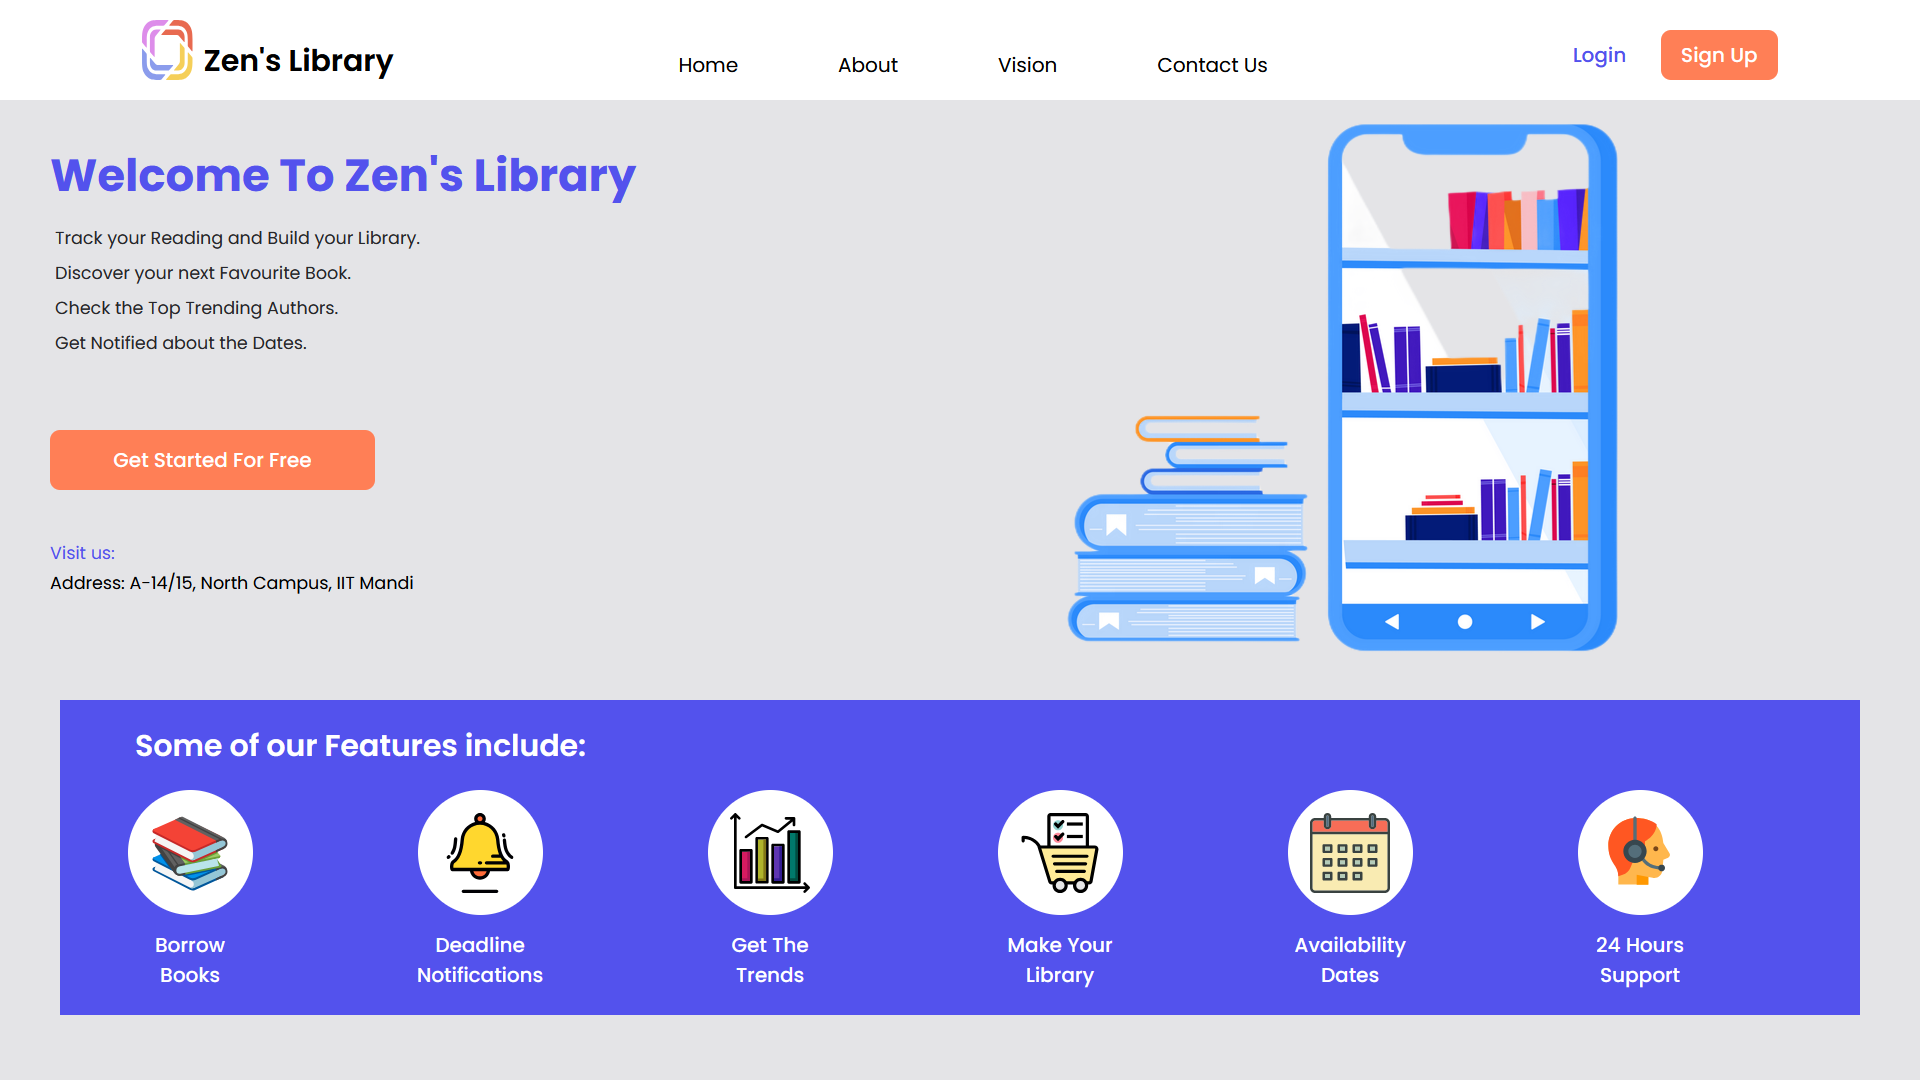 Zen's Library
Home
About
Vision
Contact Us
Login
Sign Up
Welcome To Zen's Library
Track your Reading and Build your Library.
Discover your next Favourite Book.
Check the Top Trending Authors.
Get Notified about the Dates.
Get Started For Free
Visit us:
Address: A-14/15, North Campus, IIT Mandi
Some of our Features include:
Borrow
Books
Deadline
Notifications
Get The
Trends
Make Your
Library
Availability
Dates
24 Hours
Support